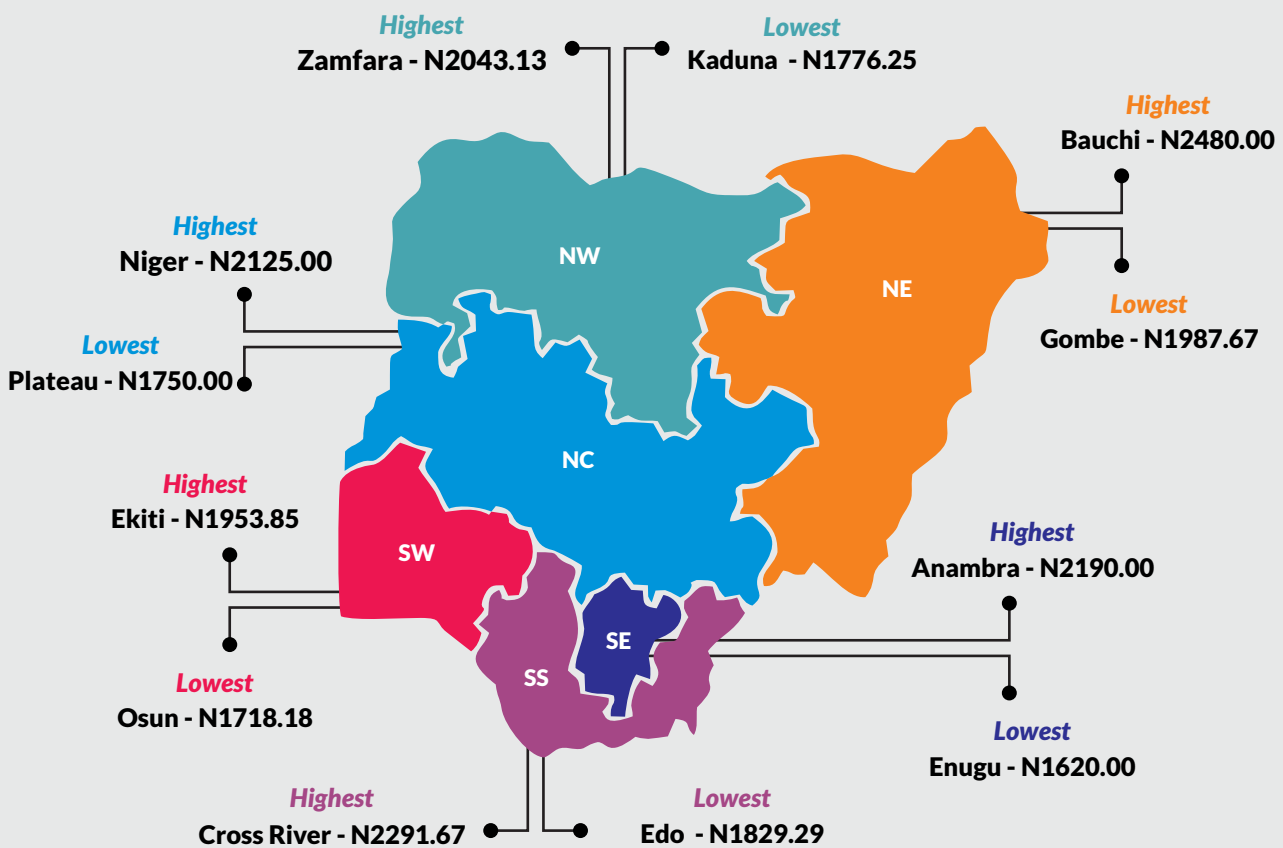 Highest
Zamfara - N2043.13
Lowest
Kaduna - N1776.25
Highest
Bauchi - N2480.00
Highest
Niger - N2125.00
NW
NE
Lowest
Gombe - N1987.67
Lowest
Plateau - N1750.00
NC
Highest
Ekiti - N1953.85
SW
Highest
Anambra - N2190.00
SE
SS
Lowest
Osun - N1718.18
Lowest
Enugu - N1620.00
Highest
Cross River - N2291.67
Lowest
Edo - N1829.29